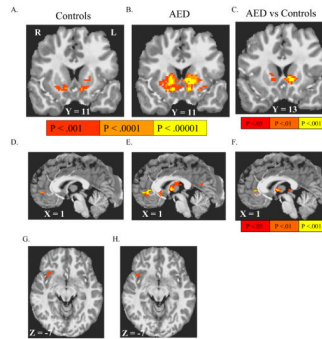 A. Controls
B. AED
C. AED vs Controls
R L
Y = 11
Y = 11
Y = 13
P < .001 P < .0001 P < .00001
P <.05 P <.01 P <.001
D.
E.
F.
X = 1
X = 1
X = 1
P <.05 P <.01 P <.001
G.
H.
Z = -7
Z = -7